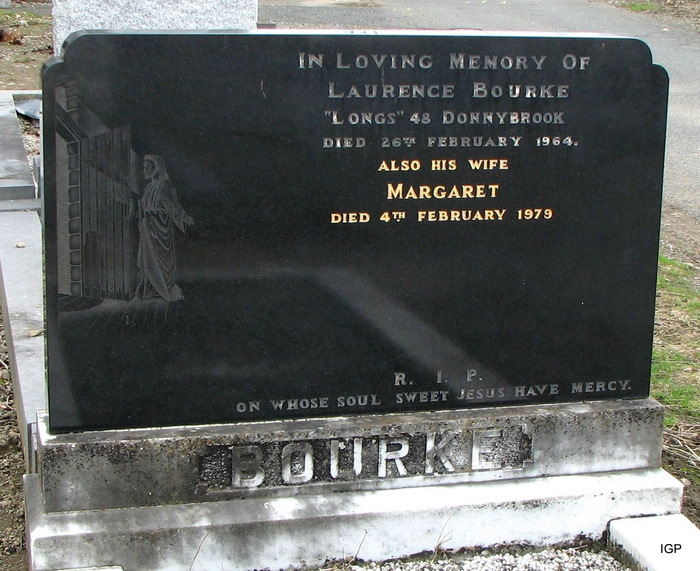 IN LOVING MEMORY OF
LAURENCE BOURKE
"LONGS" 48 DONNYBROOK
DIED 26TH FEBRUARY 1964.
ALSO HIS WIFE
MARGARET
DIED 4TH FEBRUARY 1979
R. I. P.
ON WHOSE SOUL SWEET JESUS HAVE MERCY.
BOURKE
IGP